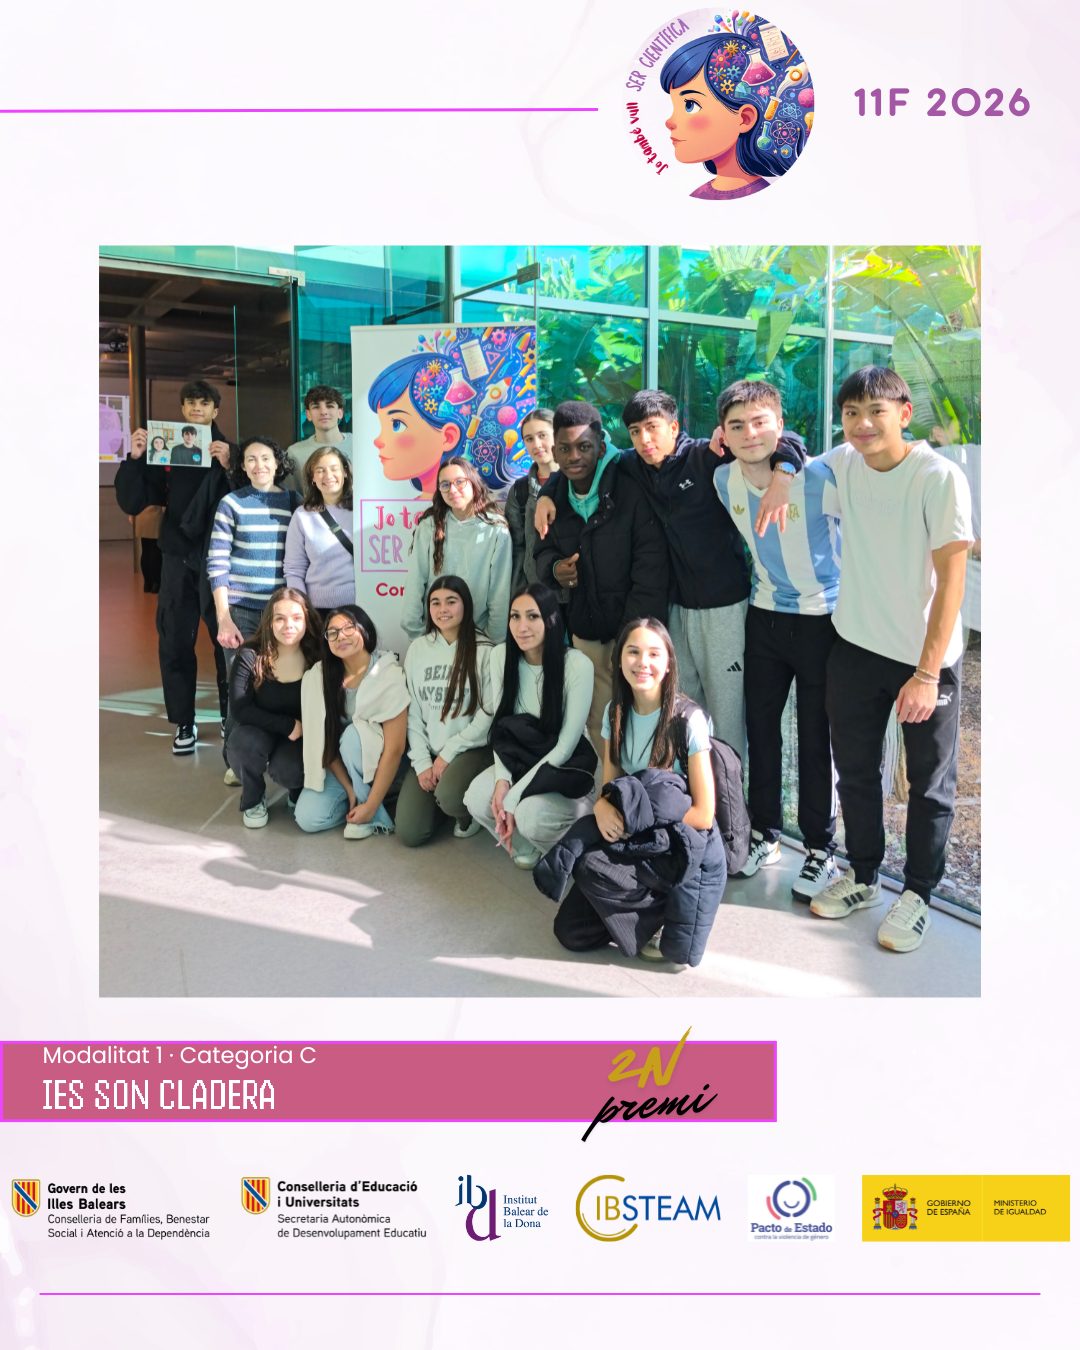 SER CIENTÍFICA
Jo també vull
11F 2026
Jo ta
SER
Con
Modalitat 1 · Categoria C
IES SON CLADERA
2N
premi
Govern de les
Illes Balears
Conselleria de Famílies, Benestar
Social i Atenció a la Dependència
Conselleria d'Educació
i Universitats
Secretaria Autonòmica
de Desenvolupament Educatiu
ibd
Institut
Balear de
la Dona
IBSTEAM
Pacto de Estado
contra la violencia de género
GOBIERNO
DE ESPAÑA
MINISTERIO
DE IGUALDAD